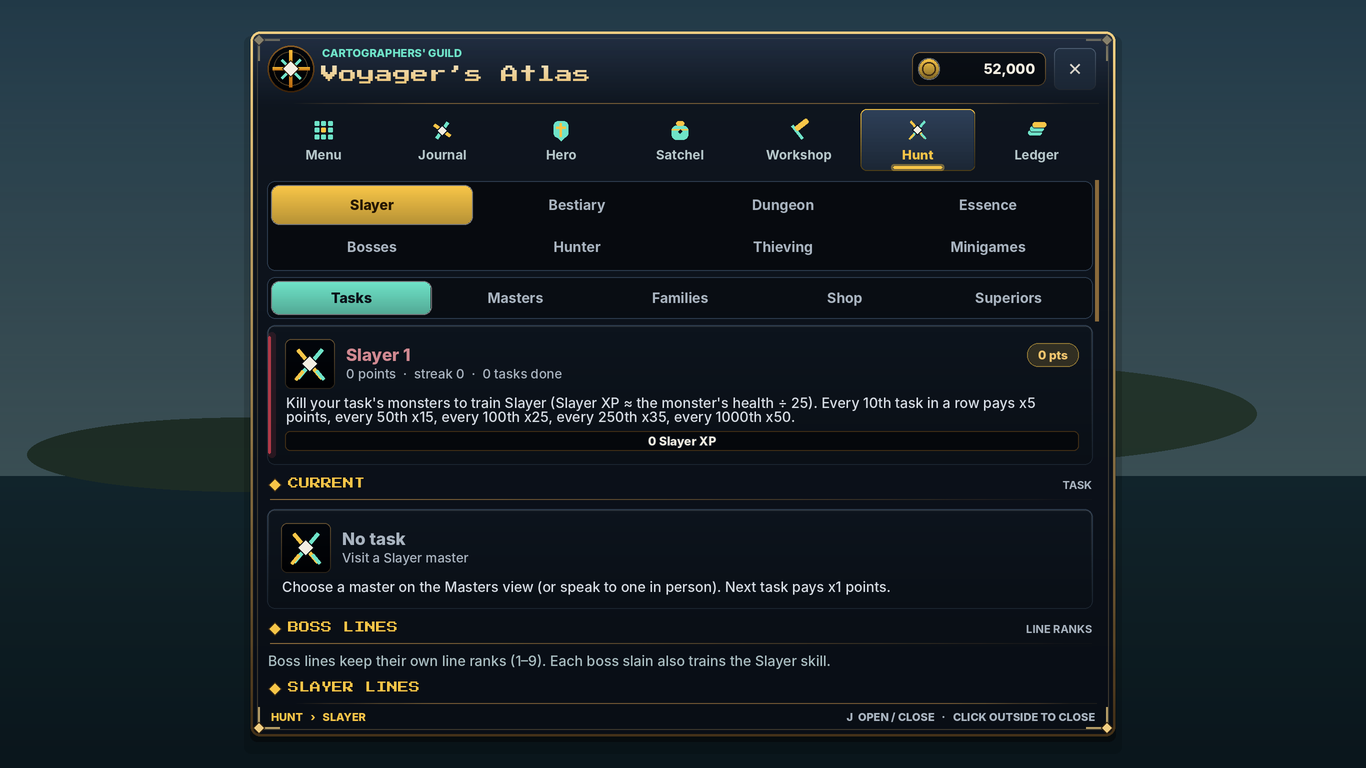 CARTOGRAPHERS' GUILD
Voyager's Atlas
52,000
Menu
Journal
Hero
Satchel
Workshop
Hunt
Ledger
Slayer
Bestiary
Dungeon
Essence
Bosses
Hunter
Thieving
Minigames
Tasks
Masters
Families
Shop
Superiors
Slayer 1
0 pts
0 points · streak 0 · 0 tasks done
Kill your task's monsters to train Slayer (Slayer XP ≈ the monster's health ÷ 25). Every 10th task in a row pays x5
points, every 50th x15, every 100th x25, every 250th x35, every 1000th x50.
0 Slayer XP
CURRENT
TASK
No task
Visit a Slayer master
Choose a master on the Masters view (or speak to one in person). Next task pays x1 points.
BOSS LINES
LINE RANKS
Boss lines keep their own line ranks (1–9). Each boss slain also trains the Slayer skill.
SLAYER LINES
HUNT › SLAYER
J OPEN / CLOSE · CLICK OUTSIDE TO CLOSE